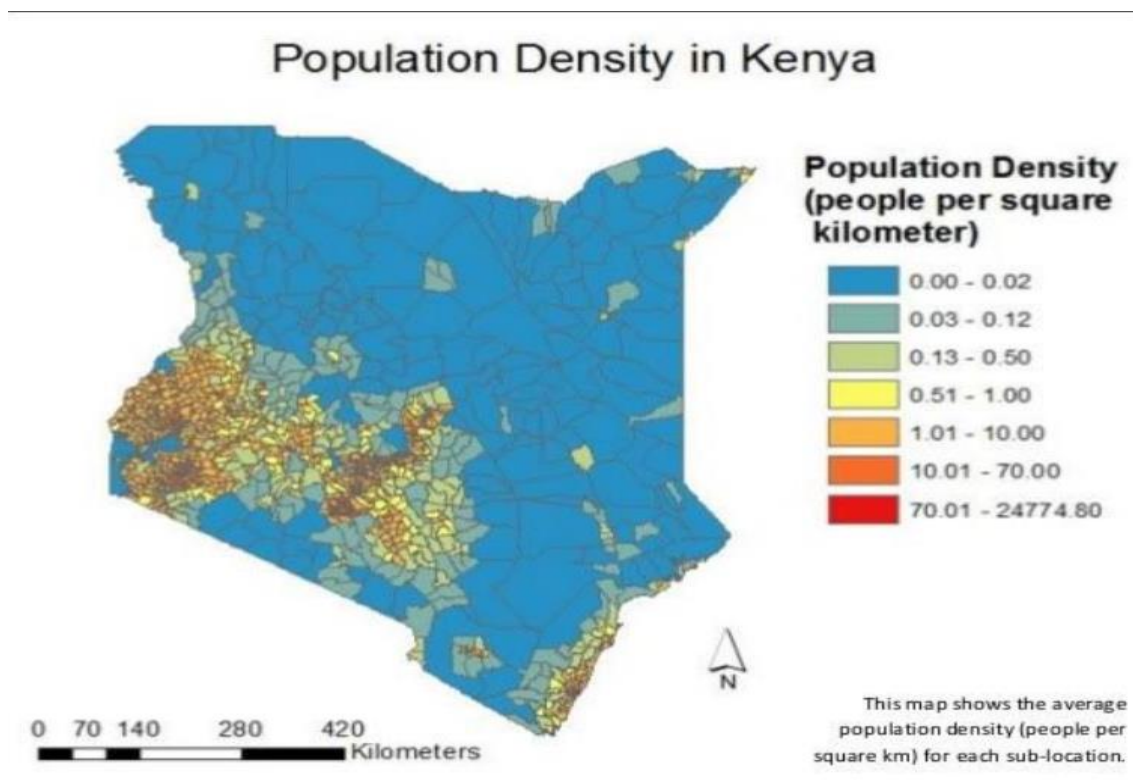 Population Density in Kenya
Population Density
(people per square
kilometer)
0.00 - 0.02
0.03 - 0.12
0.13 - 0.50
0.51 - 1.00
1.01 - 10.00
10.01 - 70.00
70.01 - 24774.80
N
0 70 140 280 420
Kilometers
This map shows the average
population density (people per
square km) for each sub-location.